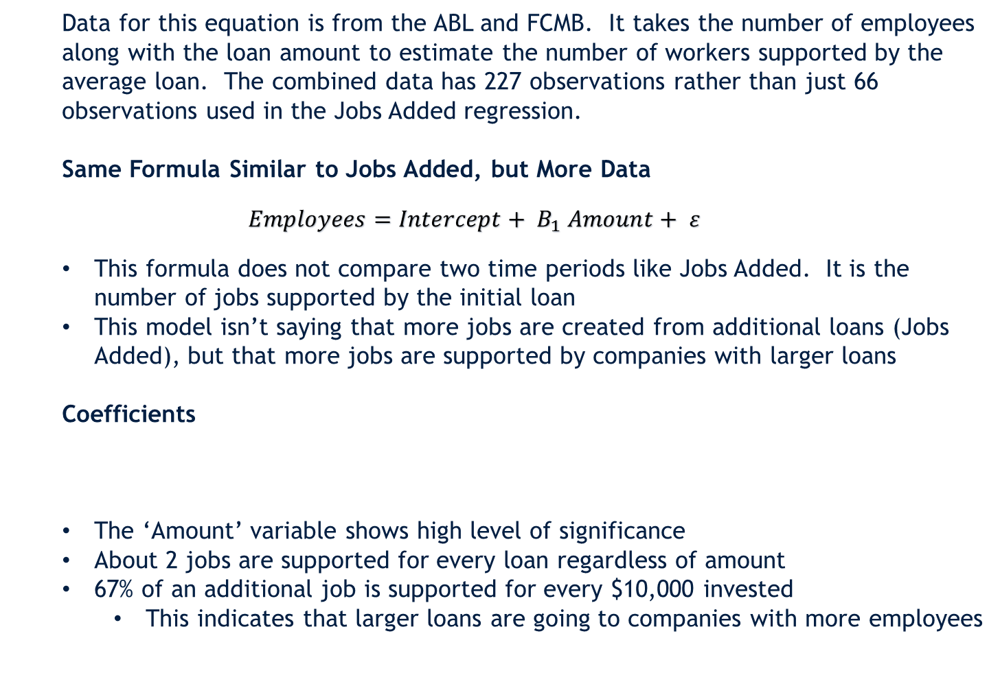 Data for this equation is from the ABL and FCMB.  It takes the number of employees
along with the loan amount to estimate the number of workers supported by the
average loan.  The combined data has 227 observations rather than just 66
observations used in the Jobs Added regression.
Same Formula Similar to Jobs Added, but More Data
Employees = Intercept + B₁ Amount + ε
• This formula does not compare two time periods like Jobs Added.  It is the
number of jobs supported by the initial loan
• This model isn’t saying that more jobs are created from additional loans (Jobs
Added), but that more jobs are supported by companies with larger loans
Coefficients
• The ‘Amount’ variable shows high level of significance
• About 2 jobs are supported for every loan regardless of amount
• 67% of an additional job is supported for every $10,000 invested
• This indicates that larger loans are going to companies with more employees